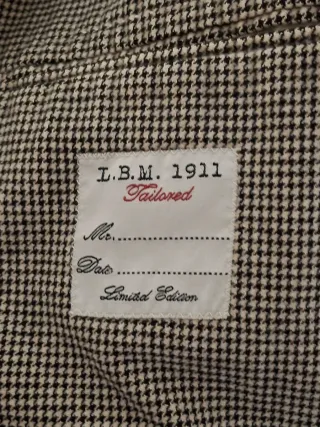 L.B.M. 1911
Tailored
Mr.................................
Date..............................
Limited Edition